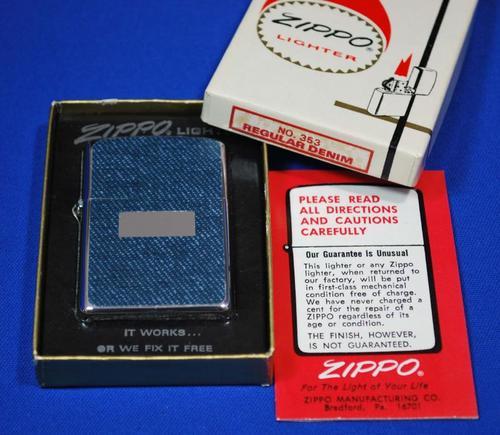 ZIPPO
LIGHTER
NO. 353
REGULAR DENIM
ZIPPO
IT WORKS...
OR WE FIX IT FREE
PLEASE READ
ALL DIRECTIONS
AND CAUTIONS
CAREFULLY
Our Guarantee is Unusual
This lighter or any Zippo
lighter, when returned to
our factory, will be put
in first-class mechanical
condition free of charge.
We have never charged a
cent for the repair of a
ZIPPO regardless of its
age or condition.
THE FINISH, HOWEVER,
IS NOT GUARANTEED.
ZIPPO
For The Light of Your Life
ZIPPO MANUFACTURING CO.
Bradford, Pa. 16701